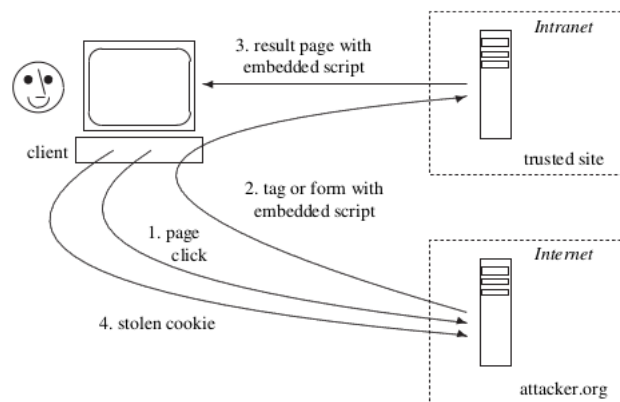 Intranet
3. result page with
embedded script
client
trusted site
2. tag or form with
embedded script
1. page
click
Internet
4. stolen cookie
attacker.org